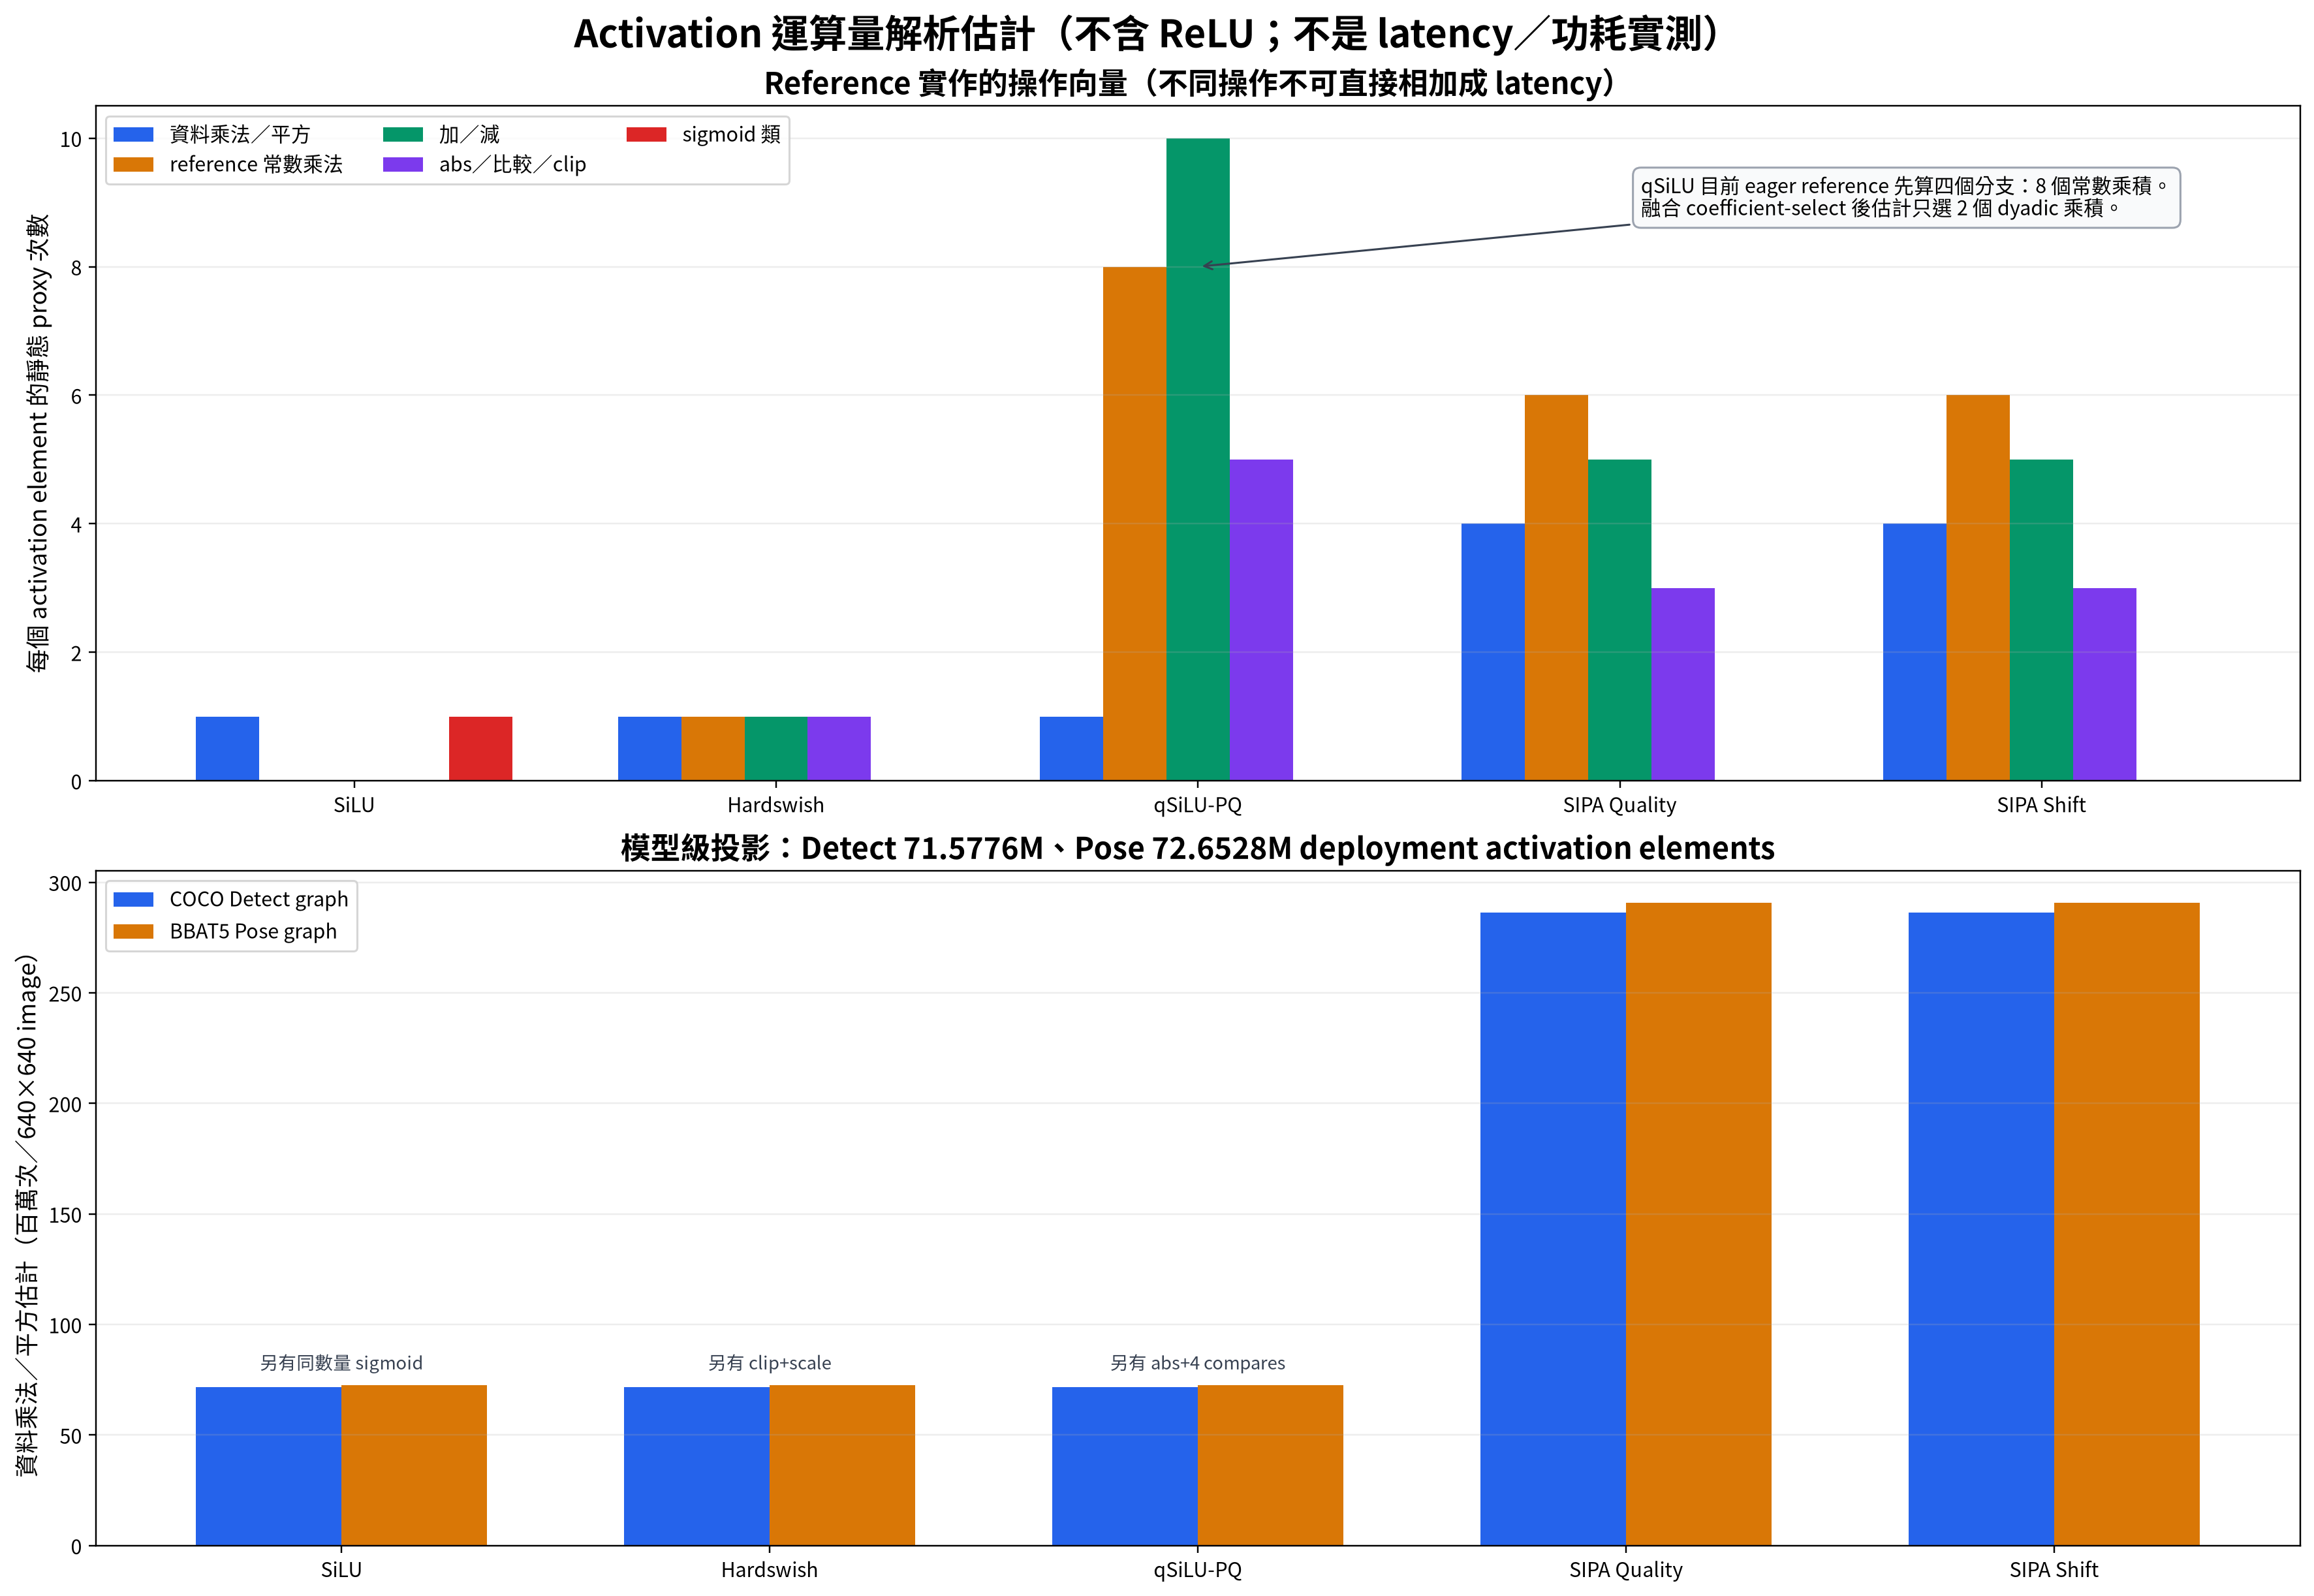 Activation 運算量解析估計（不含 ReLU；不是 latency／功耗實測）
Reference 實作的操作向量（不同操作不可直接相加成 latency）
資料乘法／平方
reference 常數乘法
加／減
abs／比較／clip
sigmoid 類
qSiLU 目前 eager reference 先算四個分支：8 個常數乘積。
融合 coefficient-select 後估計只選 2 個 dyadic 乘積。
每個 activation element 的靜態 proxy 次數
10
8
6
4
2
0
SiLU
Hardswish
qSiLU-PQ
SIPA Quality
SIPA Shift
模型級投影：Detect 71.5776M、Pose 72.6528M deployment activation elements
COCO Detect graph
BBAT5 Pose graph
資料乘法／平方估計（百萬次／640×640 image）
300
250
200
150
100
50
0
另有同數量 sigmoid
另有 clip+scale
另有 abs+4 compares
SiLU
Hardswish
qSiLU-PQ
SIPA Quality
SIPA Shift